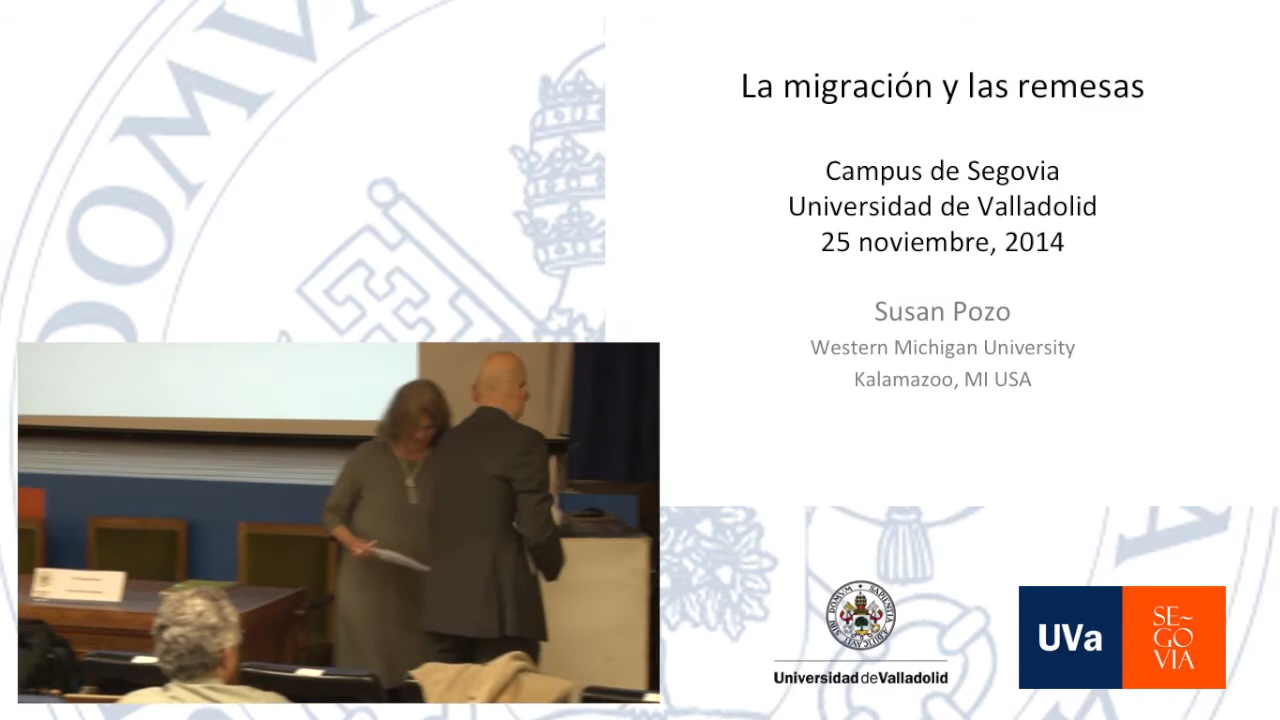 La migración y las remesas
Campus de Segovia
Universidad de Valladolid
25 noviembre, 2014
Susan Pozo
Western Michigan University
Kalamazoo, MI USA
DOMV
Universidad de Valladolid
UVa
SE~
GO
VIA